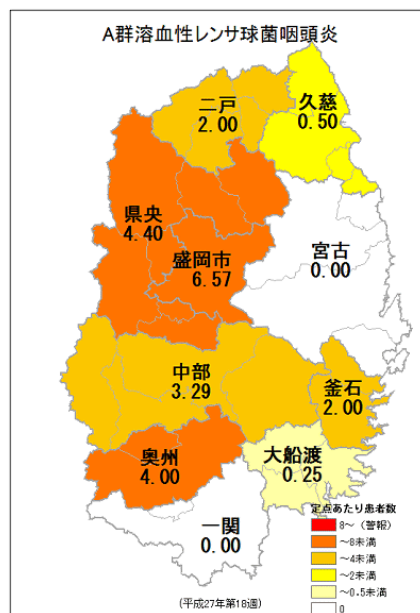 A群溶血性レンサ球菌咽頭炎
二戸
2.00
久慈
0.50
県央
4.40
盛岡市
6.57
宮古
0.00
中部
3.29
釜石
2.00
奥州
4.00
大船渡
0.25
一関
0.00
定点あたり患者数
8～（警報）
～8未満
～4未満
～2未満
～0.5未満
0
(平成27年第18週)